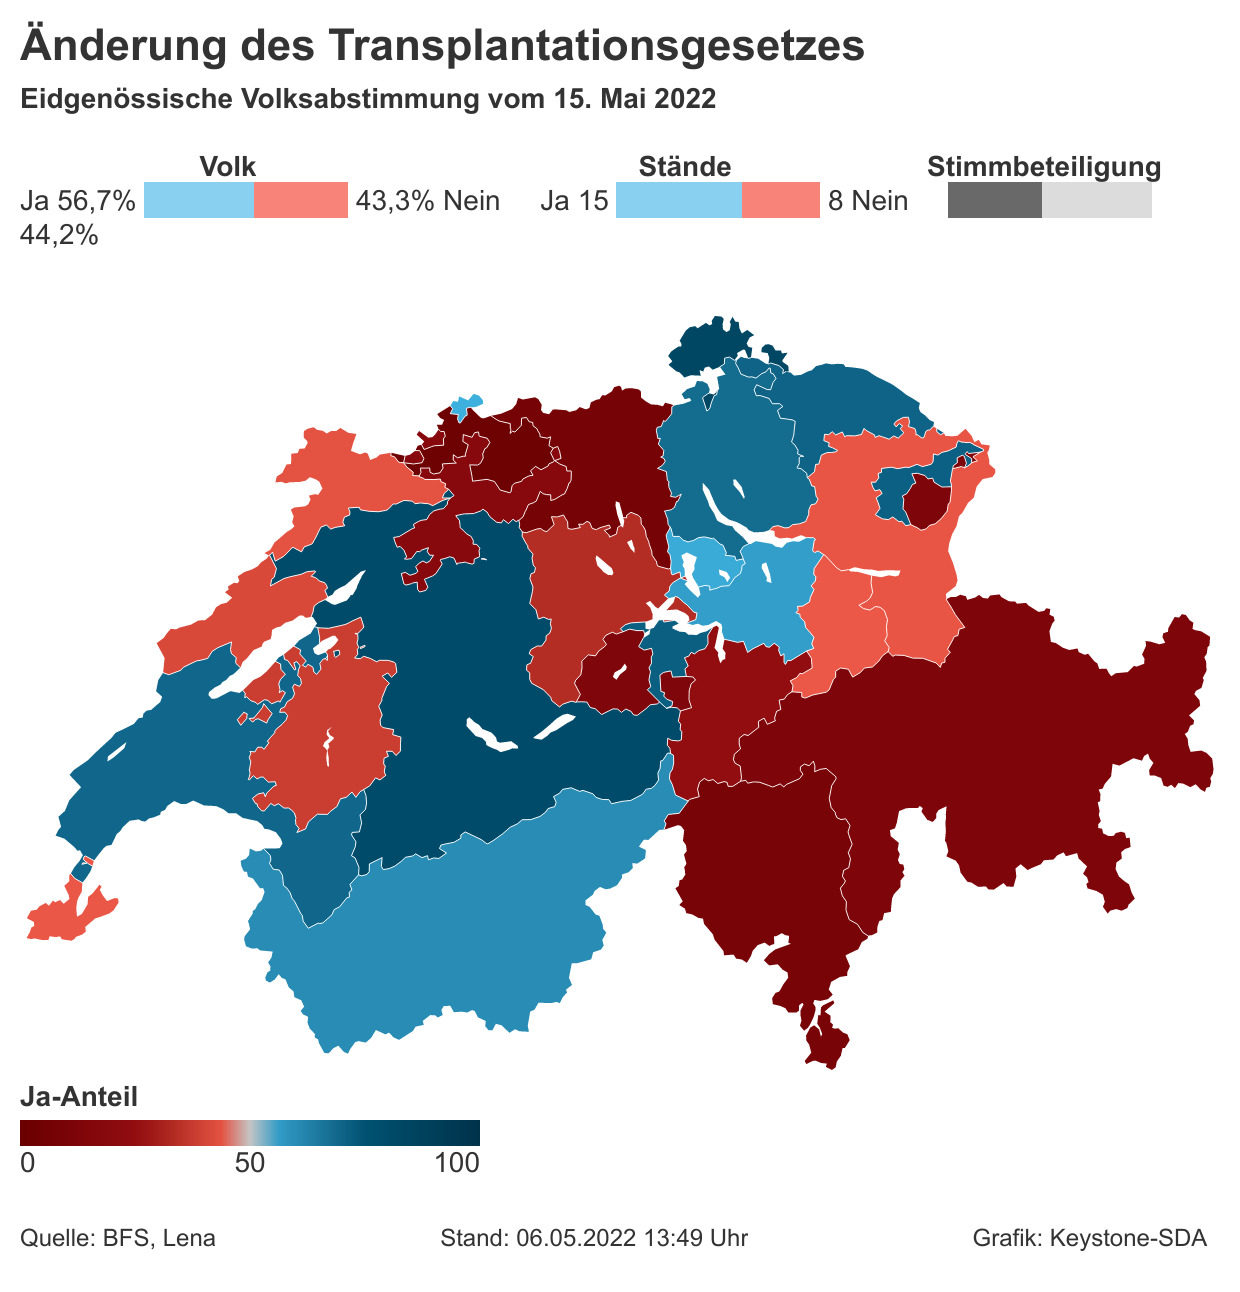 Änderung des Transplantationsgesetzes
Eidgenössische Volksabstimmung vom 15. Mai 2022
Volk
Ja 56,7% 43,3% Nein
Stände
Ja 15 8 Nein
Stimmbeteiligung
44,2%
Ja-Anteil
0 50 100
Quelle: BFS, Lena Stand: 06.05.2022 13:49 Uhr Grafik: Keystone-SDA